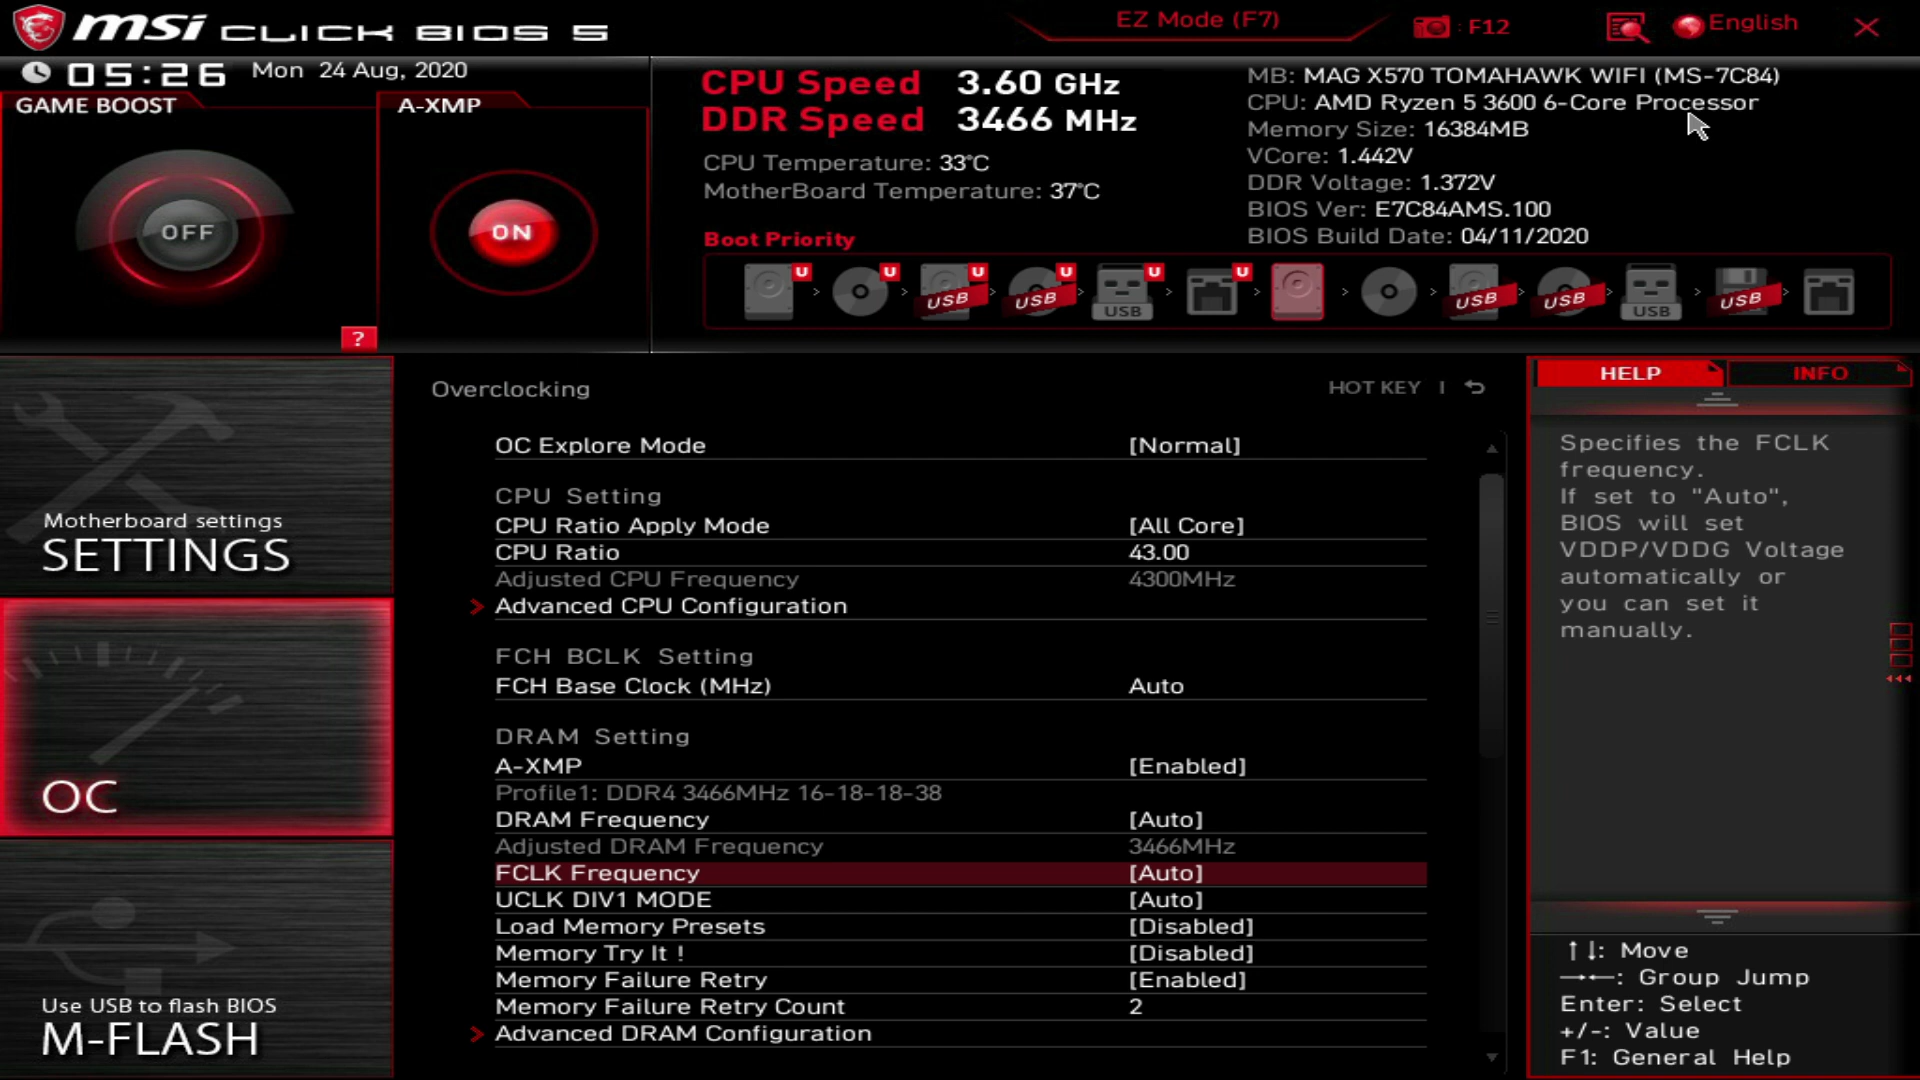 msi CLICK BIOS 5
EZ Mode (F7)
: F12
English
05:26 Mon 24 Aug, 2020
GAME BOOST
OFF
?
A-XMP
ON
CPU Speed 3.60 GHz
DDR Speed 3466 MHz
CPU Temperature: 33°C
MotherBoard Temperature: 37°C
MB: MAG X570 TOMAHAWK WIFI (MS-7C84)
CPU: AMD Ryzen 5 3600 6-Core Processor
Memory Size: 16384MB
VCore: 1.442V
DDR Voltage: 1.372V
BIOS Ver: E7C84AMS.100
BIOS Build Date: 04/11/2020
Boot Priority
U U U U U U
USB USB USB USB USB USB USB
Motherboard settings
SETTINGS
OC
Use USB to flash BIOS
M-FLASH
Overclocking
HOT KEY |
OC Explore Mode [Normal]
CPU Setting
CPU Ratio Apply Mode [All Core]
CPU Ratio 43.00
Adjusted CPU Frequency 4300MHz
> Advanced CPU Configuration
FCH BCLK Setting
FCH Base Clock (MHz) Auto
DRAM Setting
A-XMP [Enabled]
Profile1: DDR4 3466MHz 16-18-18-38
DRAM Frequency [Auto]
Adjusted DRAM Frequency 3466MHz
FCLK Frequency [Auto]
UCLK DIV1 MODE [Auto]
Load Memory Presets [Disabled]
Memory Try It ! [Disabled]
Memory Failure Retry [Enabled]
Memory Failure Retry Count 2
> Advanced DRAM Configuration
HELP
INFO
Specifies the FCLK
frequency.
If set to "Auto",
BIOS will set
VDDP/VDDG Voltage
automatically or
you can set it
manually.
↑↓: Move
→←: Group Jump
Enter: Select
+/-: Value
F1: General Help